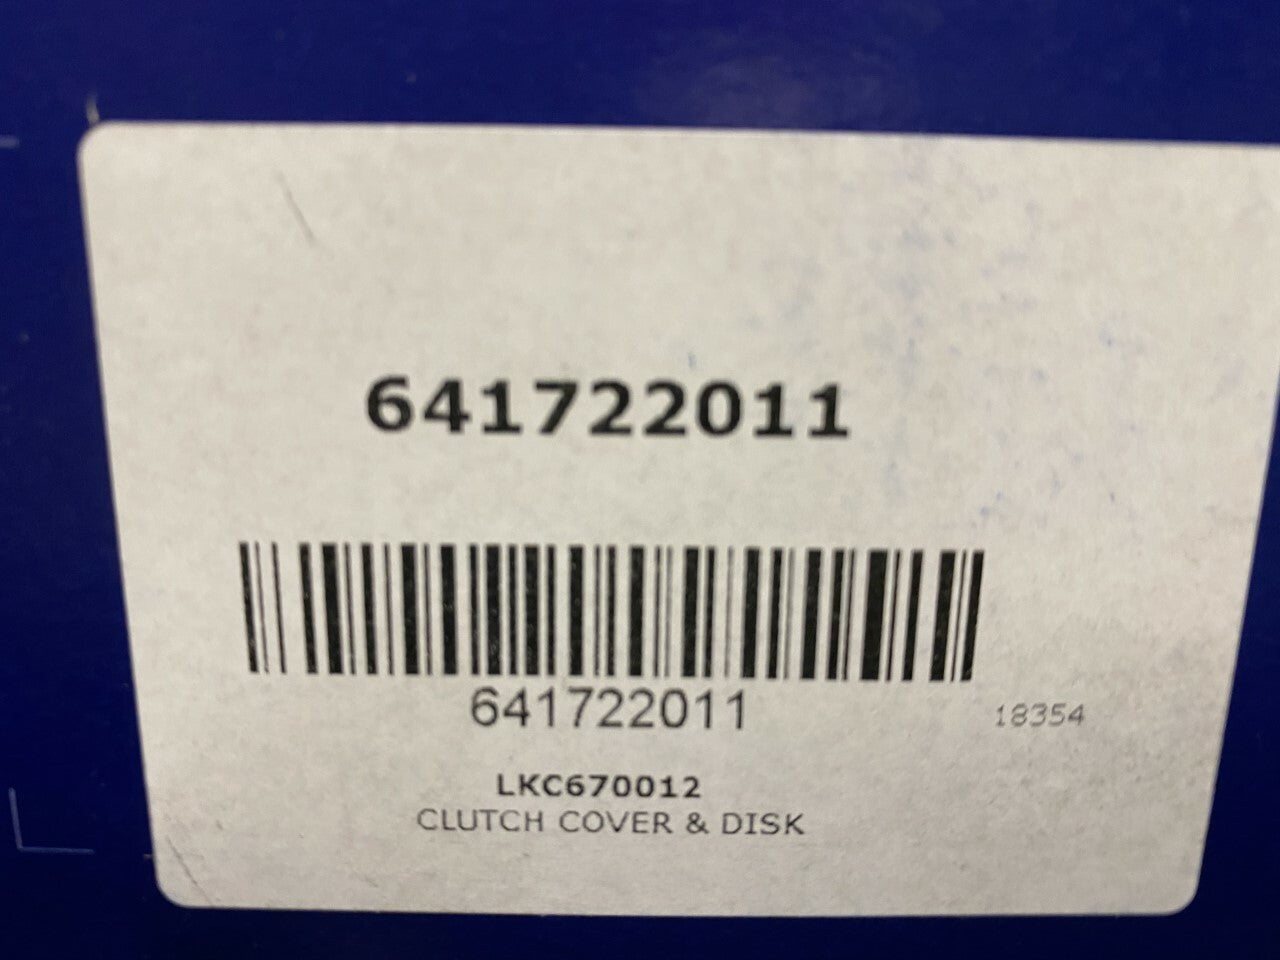 641722011
641722011
18354
LKC670012
CLUTCH COVER & DISK